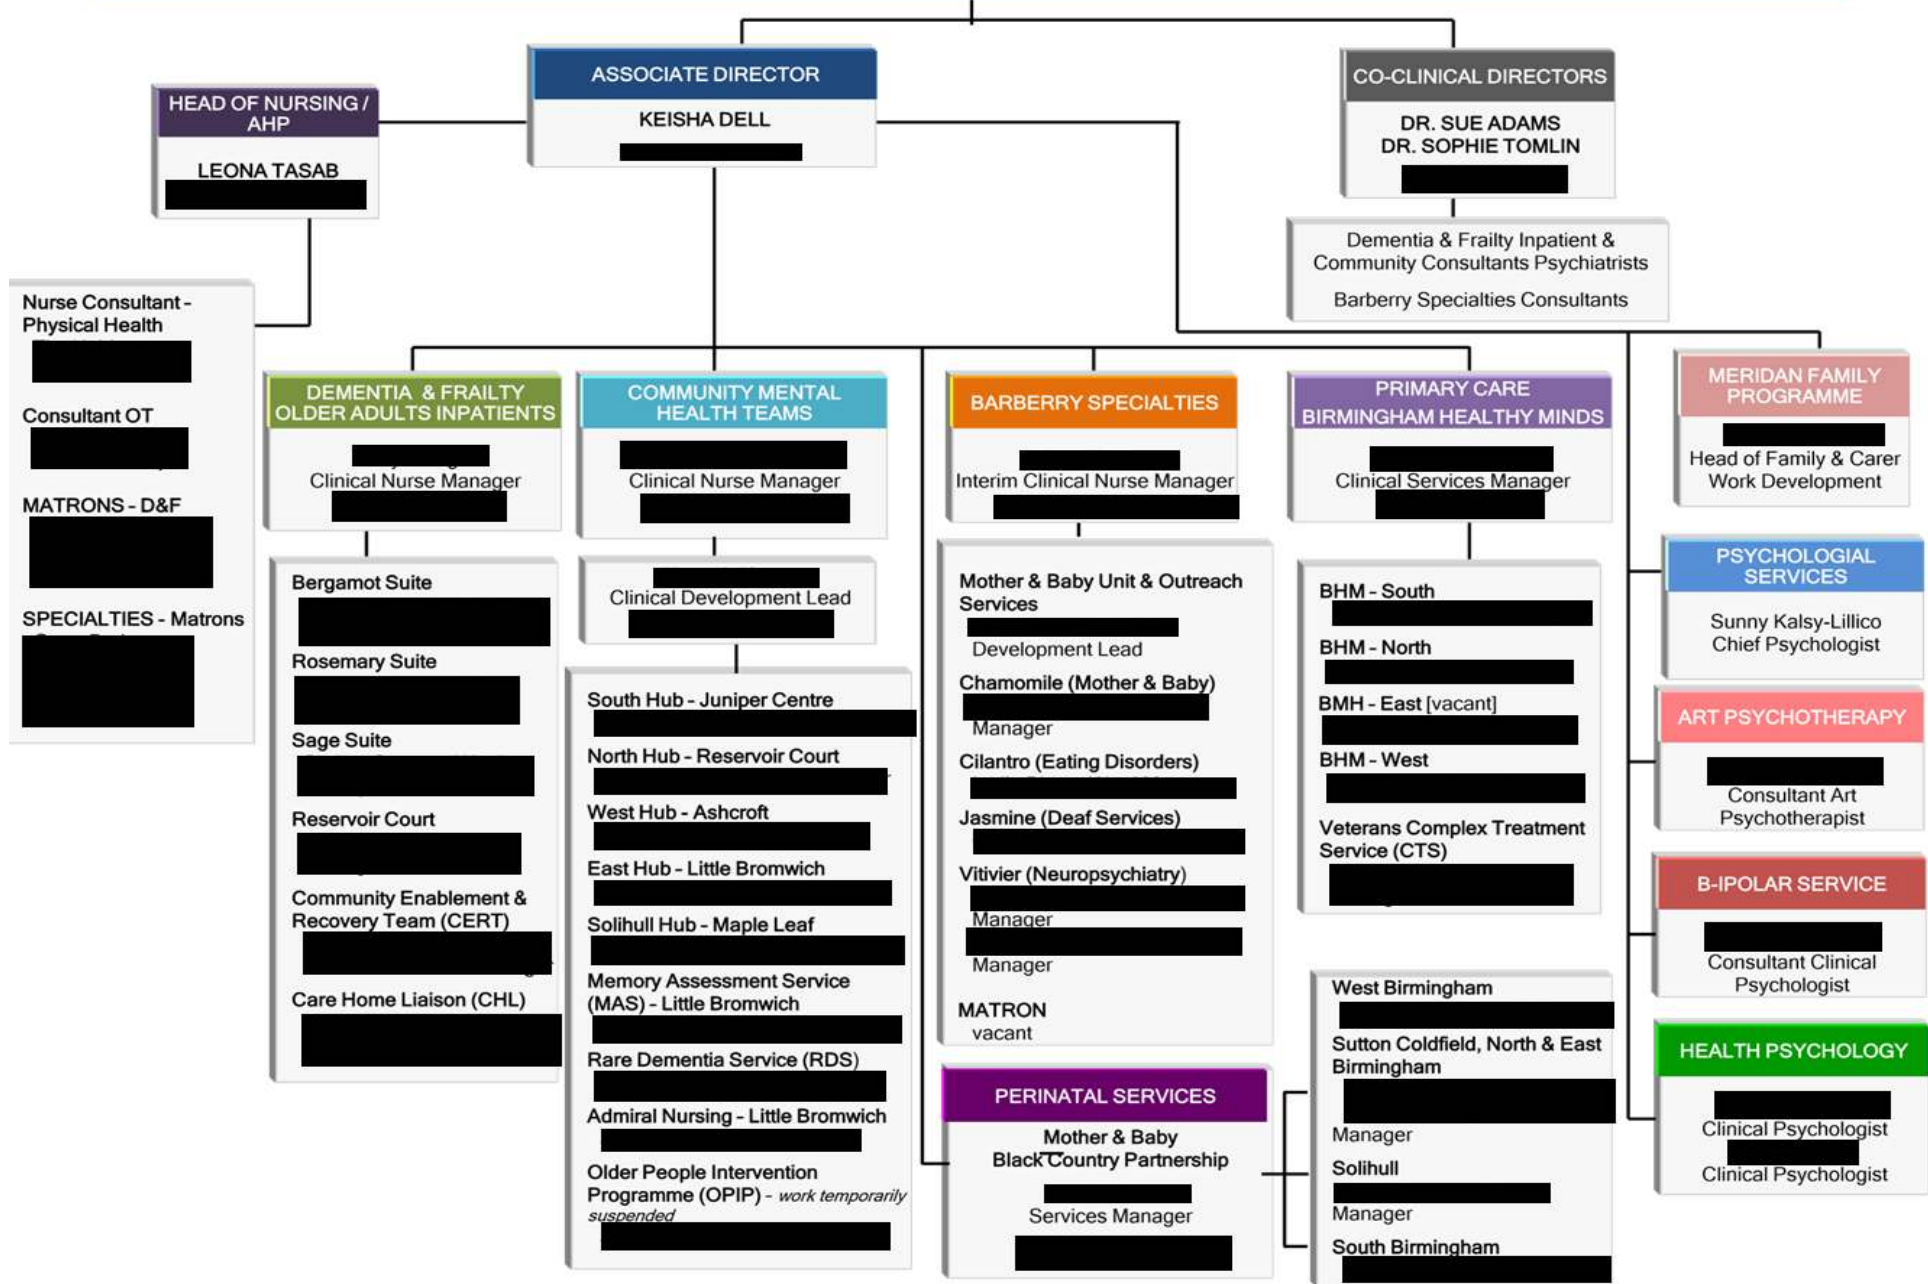 ASSOCIATE DIRECTOR
KEISHA DELL
CO-CLINICAL DIRECTORS
DR. SUE ADAMS
DR. SOPHIE TOMLIN
Dementia & Frailty Inpatient &
Community Consultants Psychiatrists
Barberry Specialties Consultants
HEAD OF NURSING /
AHP
LEONA TASAB
Nurse Consultant -
Physical Health
Consultant OT
MATRONS - D&F
SPECIALTIES - Matrons
DEMENTIA & FRAILTY
OLDER ADULTS INPATIENTS
Clinical Nurse Manager
Bergamot Suite
Rosemary Suite
Sage Suite
Reservoir Court
Community Enablement &
Recovery Team (CERT)
Care Home Liaison (CHL)
COMMUNITY MENTAL
HEALTH TEAMS
Clinical Nurse Manager
Clinical Development Lead
South Hub - Juniper Centre
North Hub - Reservoir Court
West Hub - Ashcroft
East Hub - Little Bromwich
Solihull Hub - Maple Leaf
Memory Assessment Service
(MAS) - Little Bromwich
Rare Dementia Service (RDS)
Admiral Nursing - Little Bromwich
Older People Intervention
Programme (OPIP) - work temporarily
suspended
BARBERRY SPECIALTIES
Interim Clinical Nurse Manager
Mother & Baby Unit & Outreach
Services
Development Lead
Chamomile (Mother & Baby)
Manager
Cilantro (Eating Disorders)
Jasmine (Deaf Services)
Vitivier (Neuropsychiatry)
Manager
Manager
MATRON
vacant
PERINATAL SERVICES
Mother & Baby
Black Country Partnership
Services Manager
West Birmingham
Sutton Coldfield, North & East
Birmingham
Manager
Solihull
Manager
South Birmingham
PRIMARY CARE
BIRMINGHAM HEALTHY MINDS
Clinical Services Manager
BHM - South
BHM - North
BMH - East [vacant]
BHM - West
Veterans Complex Treatment
Service (CTS)
MERIDAN FAMILY
PROGRAMME
Head of Family & Carer
Work Development
PSYCHOLOGIAL
SERVICES
Sunny Kalsy-Lillico
Chief Psychologist
ART PSYCHOTHERAPY
Consultant Art
Psychotherapist
B-IPOLAR SERVICE
Consultant Clinical
Psychologist
HEALTH PSYCHOLOGY
Clinical Psychologist
Clinical Psychologist